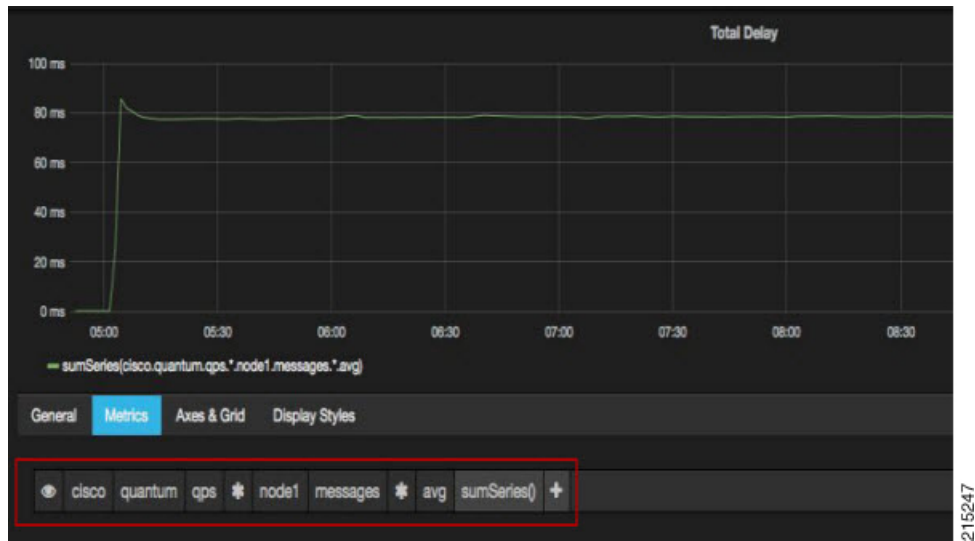 Total Delay
100 ms
80 ms
60 ms
40 ms
20 ms
0 ms
05:00 05:30 06:00 06:30 07:00 07:30 08:00 08:30
sumSeries(cisco.quantum.qps.*.node1.messages.*.avg)
General Metrics Axes & Grid Display Styles
cisco quantum qps * node1 messages * avg sumSeries() +
215247